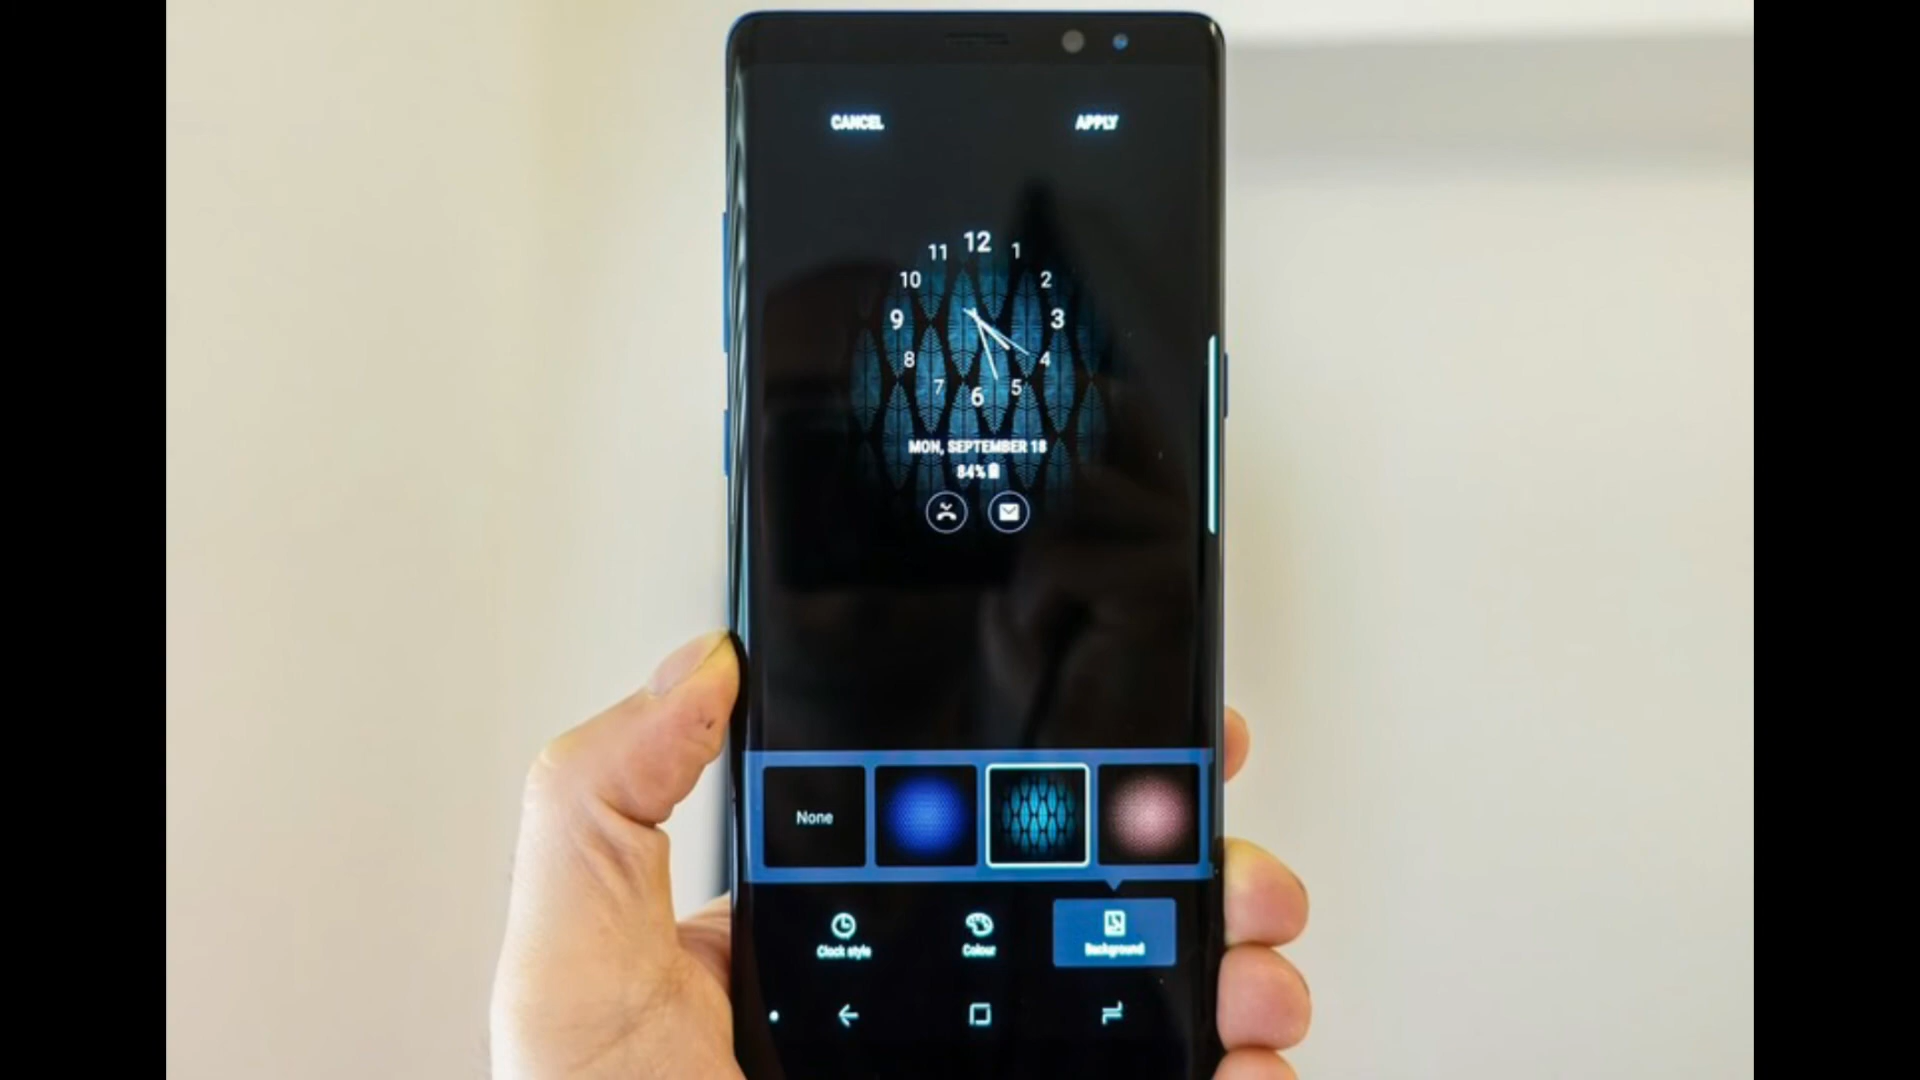 CANCEL APPLY
12
11 1
10 2
9 3
8 4
7 5
6
MON, SEPTEMBER 18
84%
None
Clock style Colour Background